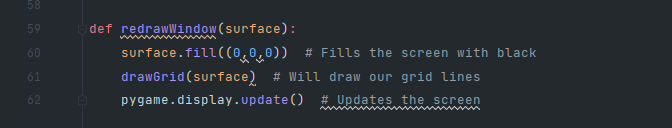 58
59 def redrawWindow(surface):
60 surface.fill((0,0,0))  # Fills the screen with black
61 drawGrid(surface)  # Will draw our grid lines
62 pygame.display.update()  # Updates the screen